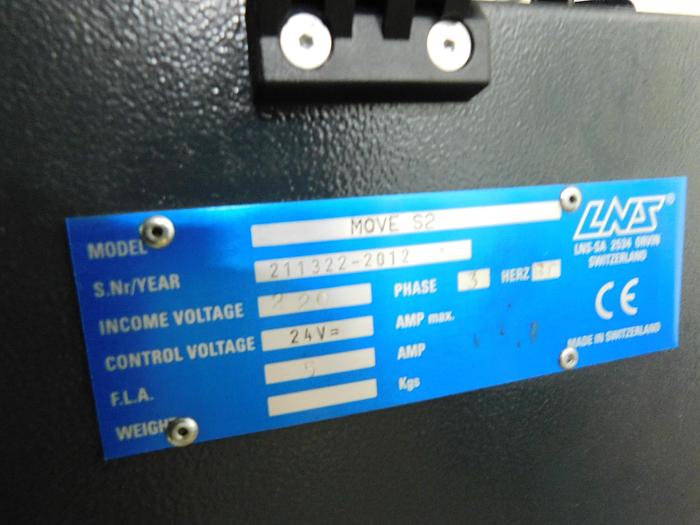 LNS®
LNS-SA 2534 ORVIN
SWITZERLAND
CE
MADE IN SWITZERLAND
MODEL MOVE S2
S.Nr/YEAR 211322-2012
INCOME VOLTAGE 220 PHASE 3 HERZ
CONTROL VOLTAGE 24V= AMP max.
F.L.A. AMP
WEIGHT Kgs